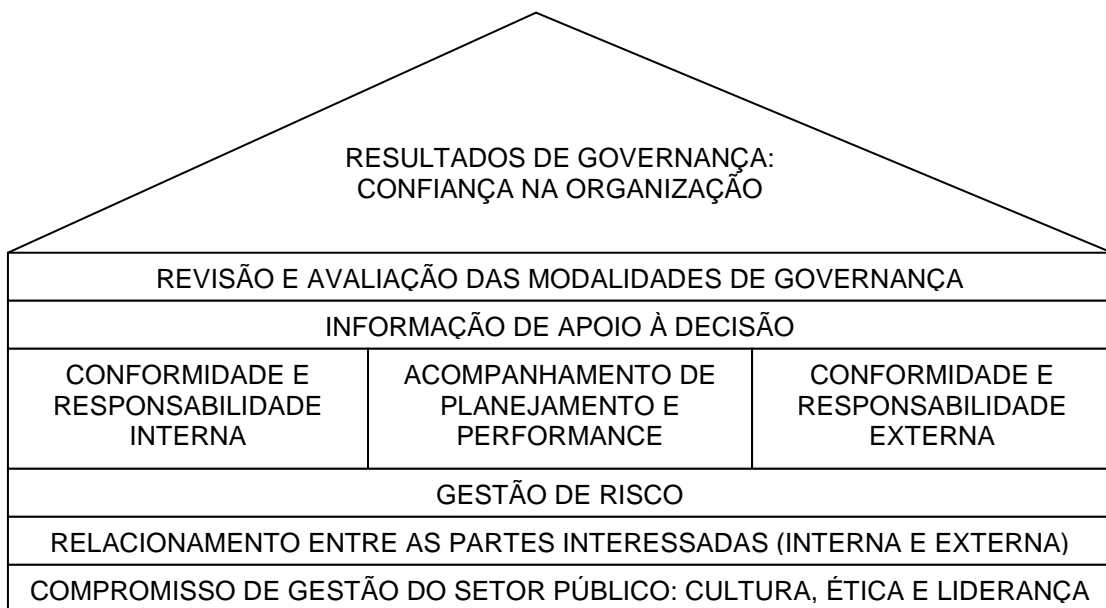 RESULTADOS DE GOVERNANÇA:
CONFIANÇA NA ORGANIZAÇÃO
REVISÃO E AVALIAÇÃO DAS MODALIDADES DE GOVERNANÇA
INFORMAÇÃO DE APOIO À DECISÃO
CONFORMIDADE E
RESPONSABILIDADE
INTERNA
ACOMPANHAMENTO DE
PLANEJAMENTO E
PERFORMANCE
CONFORMIDADE E
RESPONSABILIDADE
EXTERNA
GESTÃO DE RISCO
RELACIONAMENTO ENTRE AS PARTES INTERESSADAS (INTERNA E EXTERNA)
COMPROMISSO DE GESTÃO DO SETOR PÚBLICO: CULTURA, ÉTICA E LIDERANÇA